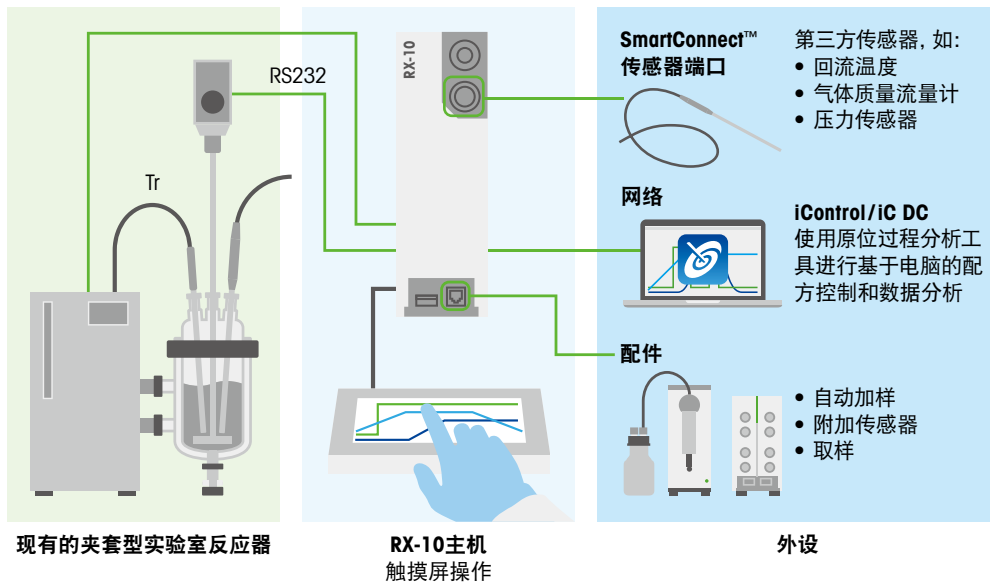 RS232
Tr
现有的夹套型实验室反应器
RX-10
RX-10主机
触摸屏操作
SmartConnect™
传感器端口
第三方传感器, 如:
• 回流温度
• 气体质量流量计
• 压力传感器
网络
iControl/iC DC
使用原位过程分析工
具进行基于电脑的配
方控制和数据分析
配件
• 自动加样
• 附加传感器
• 取样
外设